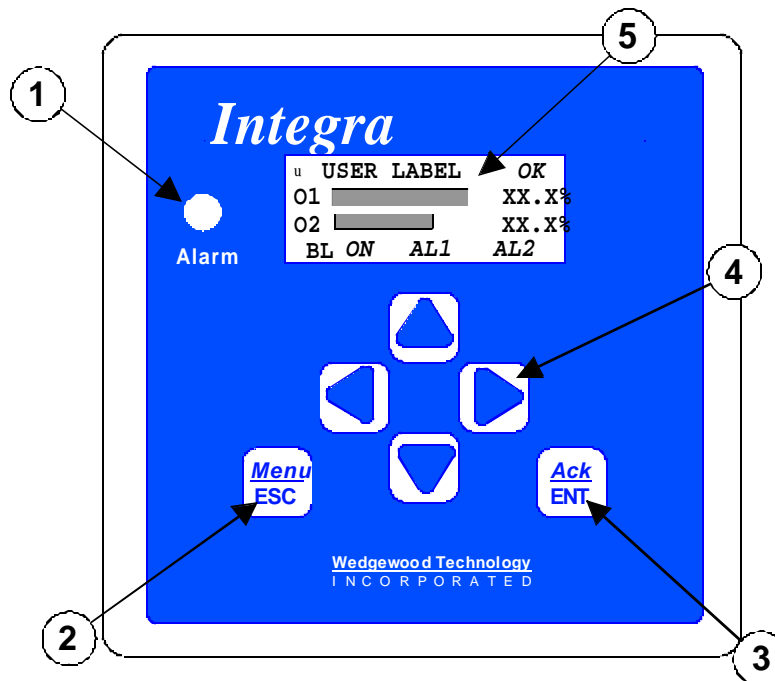 5
1
Integra
u USER LABEL OK
O1 XX.X%
O2 XX.X%
BL ON AL1 AL2
Alarm
4
Menu
ESC
Ack
ENT
Wedgewood Technology
INCORPORATED
2
3